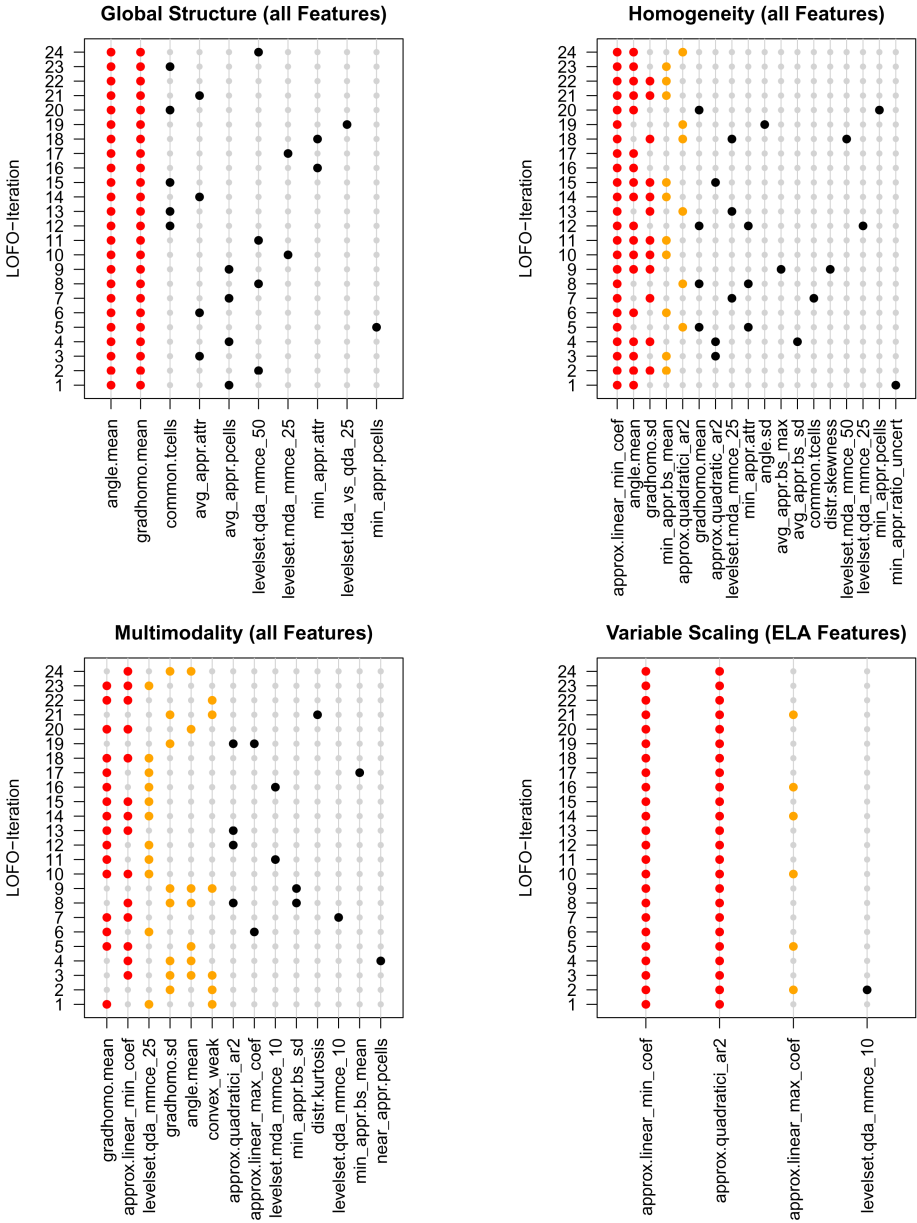 Global Structure (all Features)
LOFO−Iteration
24
23
22
21
20
19
18
17
16
15
14
13
12
11
10
9
8
7
6
5
4
3
2
1
angle.mean
gradhomo.mean
common.tcells
avg_appr.attr
avg_appr.pcells
levelset.qda_mmce_50
levelset.mda_mmce_25
min_appr.attr
levelset.lda_vs_qda_25
min_appr.pcells
Homogeneity (all Features)
LOFO−Iteration
24
23
22
21
20
19
18
17
16
15
14
13
12
11
10
9
8
7
6
5
4
3
2
1
approx.linear_min_coef
angle.mean
gradhomo.sd
min_appr.bs_mean
approx.quadratici_ar2
gradhomo.mean
approx.quadratic_ar2
levelset.mda_mmce_25
min_appr.attr
angle.sd
avg_appr.bs_max
avg_appr.bs_sd
common.tcells
distr.skewness
levelset.mda_mmce_50
levelset.qda_mmce_25
min_appr.pcells
min_appr.ratio_uncert
Multimodality (all Features)
LOFO−Iteration
24
23
22
21
20
19
18
17
16
15
14
13
12
11
10
9
8
7
6
5
4
3
2
1
gradhomo.mean
approx.linear_min_coef
levelset.qda_mmce_25
gradhomo.sd
angle.mean
convex_weak
approx.quadratici_ar2
approx.linear_max_coef
levelset.mda_mmce_10
min_appr.bs_sd
distr.kurtosis
levelset.qda_mmce_10
min_appr.bs_mean
near_appr.pcells
Variable Scaling (ELA Features)
LOFO−Iteration
24
23
22
21
20
19
18
17
16
15
14
13
12
11
10
9
8
7
6
5
4
3
2
1
approx.linear_min_coef
approx.quadratici_ar2
approx.linear_max_coef
levelset.qda_mmce_10